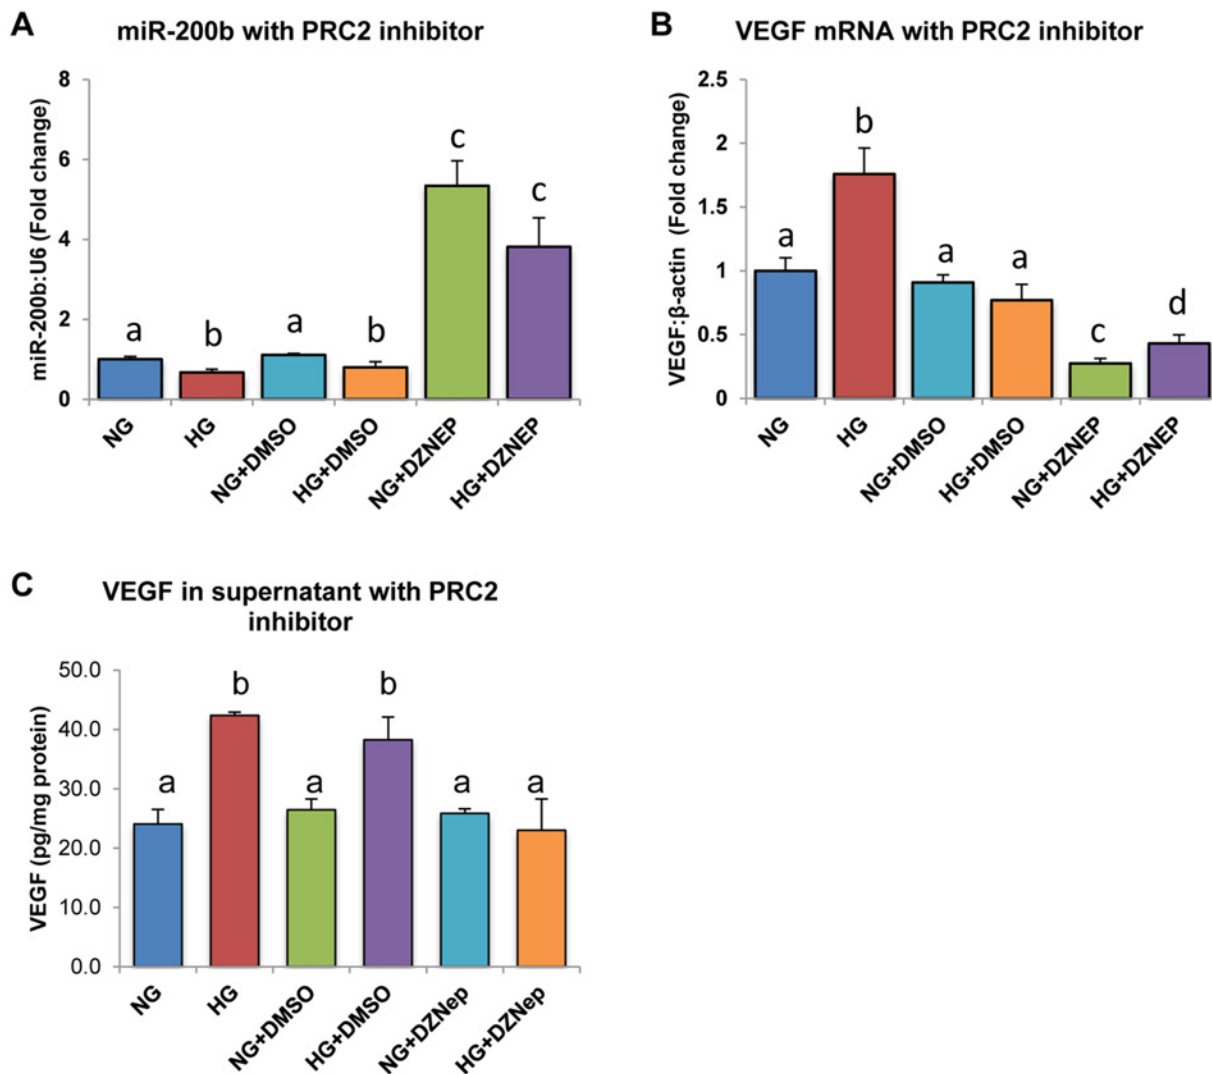 A
miR-200b with PRC2 inhibitor
miR-200b:U6 (Fold change)
8
6
4
2
0
a
b
a
b
c
c
NG
HG
NG+DMSO
HG+DMSO
NG+DZNEP
HG+DZNEP
B
VEGF mRNA with PRC2 inhibitor
VEGF:β-actin (Fold change)
2.5
2
1.5
1
0.5
0
a
b
a
a
c
d
NG
HG
NG+DMSO
HG+DMSO
NG+DZNEP
HG+DZNEP
C
VEGF in supernatant with PRC2
inhibitor
VEGF (pg/mg protein)
50.0
40.0
30.0
20.0
10.0
0.0
a
b
a
b
a
a
NG
HG
NG+DMSO
HG+DMSO
NG+DZNep
HG+DZNep